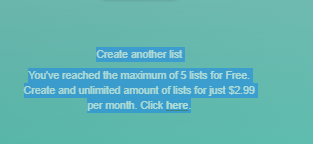 Create another list
You've reached the maximum of 5 lists for Free.
Create and unlimited amount of lists for just $2.99
per month. Click here.